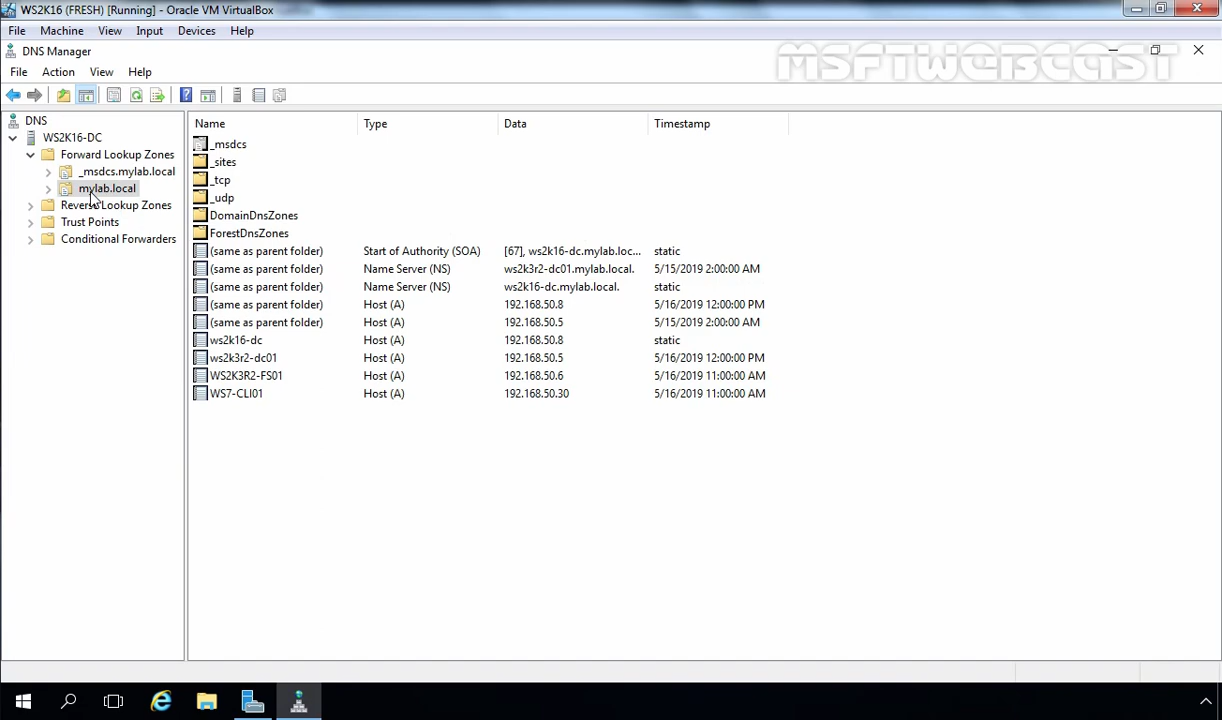 WS2K16 (FRESH) [Running] - Oracle VM VirtualBox
File Machine View Input Devices Help
DNS Manager
MSFTWEBCAST
File Action View Help
DNS
WS2K16-DC
Forward Lookup Zones
_msdcs.mylab.local
mylab.local
Reverse Lookup Zones
Trust Points
Conditional Forwarders
Name Type Data Timestamp
_msdcs
_sites
_tcp
_udp
DomainDnsZones
ForestDnsZones
(same as parent folder) Start of Authority (SOA) [67], ws2k16-dc.mylab.loc... static
(same as parent folder) Name Server (NS) ws2k3r2-dc01.mylab.local. 5/15/2019 2:00:00 AM
(same as parent folder) Name Server (NS) ws2k16-dc.mylab.local. static
(same as parent folder) Host (A) 192.168.50.8 5/16/2019 12:00:00 PM
(same as parent folder) Host (A) 192.168.50.5 5/15/2019 2:00:00 AM
ws2k16-dc Host (A) 192.168.50.8 static
ws2k3r2-dc01 Host (A) 192.168.50.5 5/16/2019 12:00:00 PM
WS2K3R2-FS01 Host (A) 192.168.50.6 5/16/2019 11:00:00 AM
WS7-CLI01 Host (A) 192.168.50.30 5/16/2019 11:00:00 AM